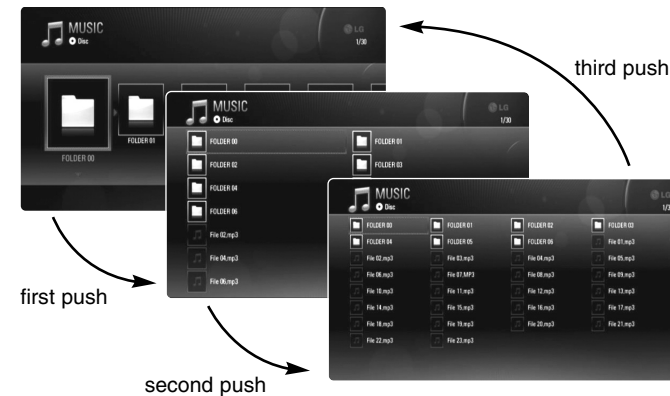 MUSIC
Disc
LG
1/30
FOLDER 00
FOLDER 01
third push
MUSIC
Disc
LG
1/30
FOLDER 00 FOLDER 01
FOLDER 02 FOLDER 03
FOLDER 04
FOLDER 06
File 02.mp3
File 04.mp3
File 06.mp3
first push
MUSIC
Disc
LG
FOLDER 00 FOLDER 01 FOLDER 02 FOLDER 03
FOLDER 04 FOLDER 05 FOLDER 06 File 01.mp3
File 02.mp3 File 03.mp3 File 04.mp3 File 05.mp3
File 06.mp3 File 07.MP3 File 08.mp3 File 09.mp3
File 10.mp3 File 11.mp3 File 12.mp3 File 13.mp3
File 14.mp3 File 15.mp3 File 16.mp3 File 17.mp3
File 18.mp3 File 19.mp3 File 20.mp3 File 21.mp3
File 22.mp3 File 23.mp3
second push